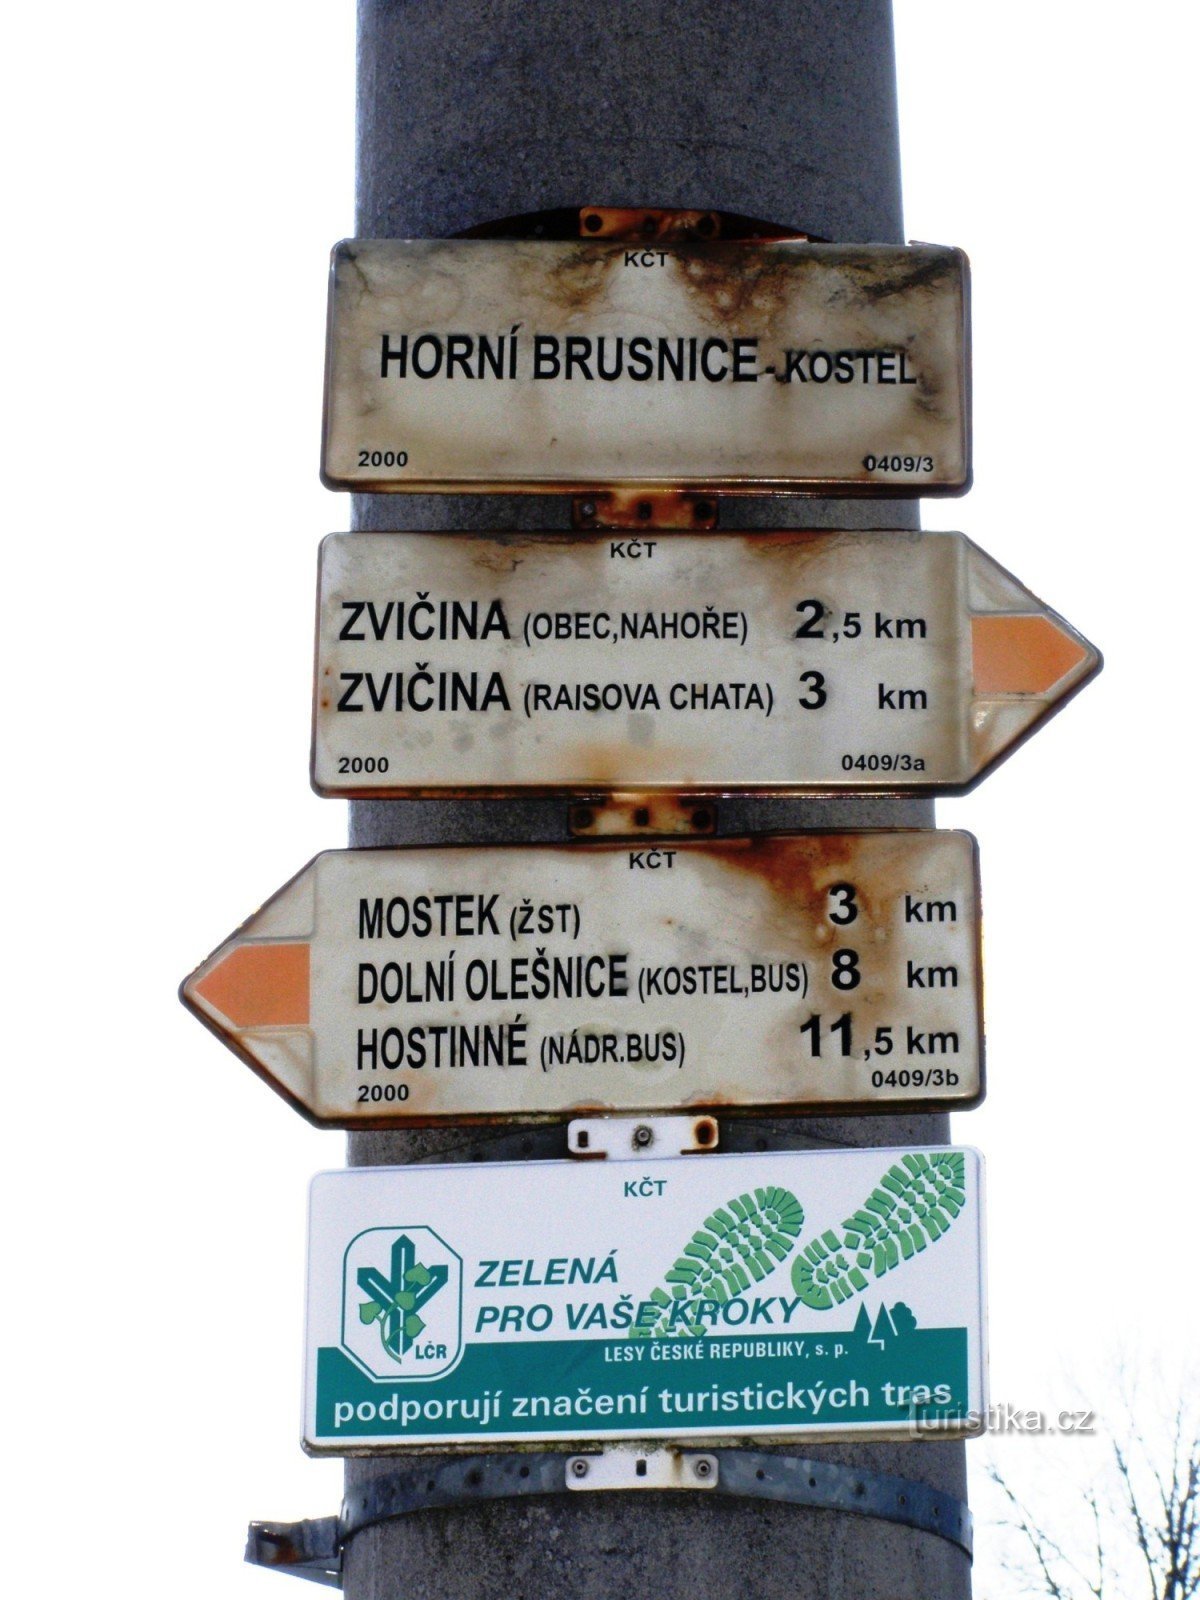 KČT
HORNÍ BRUSNICE - KOSTEL
2000 0409/3
KČT
ZVIČINA (OBEC,NAHOŘE) 2,5 km
ZVIČINA (RAISOVA CHATA) 3 km
2000 0409/3a
KČT
MOSTEK (ŽST) 3 km
DOLNÍ OLEŠNICE (KOSTEL,BUS) 8 km
HOSTINNÉ (NÁDR.BUS) 11,5 km
2000 0409/3b
KČT
ZELENÁ
PRO VAŠE KROKY
LČR
LESY ČESKÉ REPUBLIKY, s. p.
podporují značení turistických tras
Turistika.cz